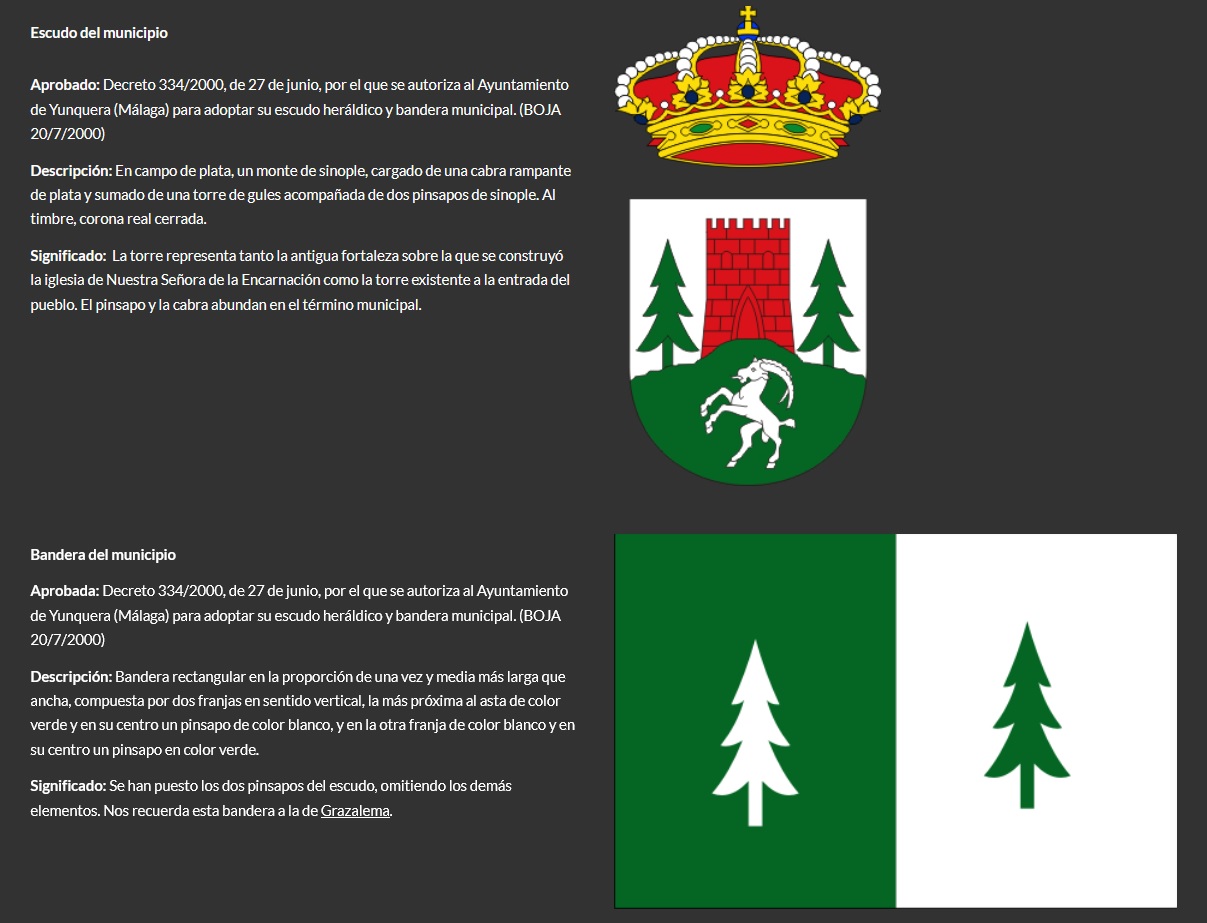 Escudo del municipio
Aprobado: Decreto 334/2000, de 27 de junio, por el que se autoriza al Ayuntamiento
de Yunquera (Málaga) para adoptar su escudo heráldico y bandera municipal. (BOJA
20/7/2000)
Descripción: En campo de plata, un monte de sinople, cargado de una cabra rampante
de plata y sumado de una torre de gules acompañada de dos pinsapos de sinople. Al
timbre, corona real cerrada.
Significado:  La torre representa tanto la antigua fortaleza sobre la que se construyó
la iglesia de Nuestra Señora de la Encarnación como la torre existente a la entrada del
pueblo. El pinsapo y la cabra abundan en el término municipal.
Bandera del municipio
Aprobada: Decreto 334/2000, de 27 de junio, por el que se autoriza al Ayuntamiento
de Yunquera (Málaga) para adoptar su escudo heráldico y bandera municipal. (BOJA
20/7/2000)
Descripción: Bandera rectangular en la proporción de una vez y media más larga que
ancha, compuesta por dos franjas en sentido vertical, la más próxima al asta de color
verde y en su centro un pinsapo de color blanco, y en la otra franja de color blanco y en
su centro un pinsapo en color verde.
Significado: Se han puesto los dos pinsapos del escudo, omitiendo los demás
elementos. Nos recuerda esta bandera a la de Grazalema.